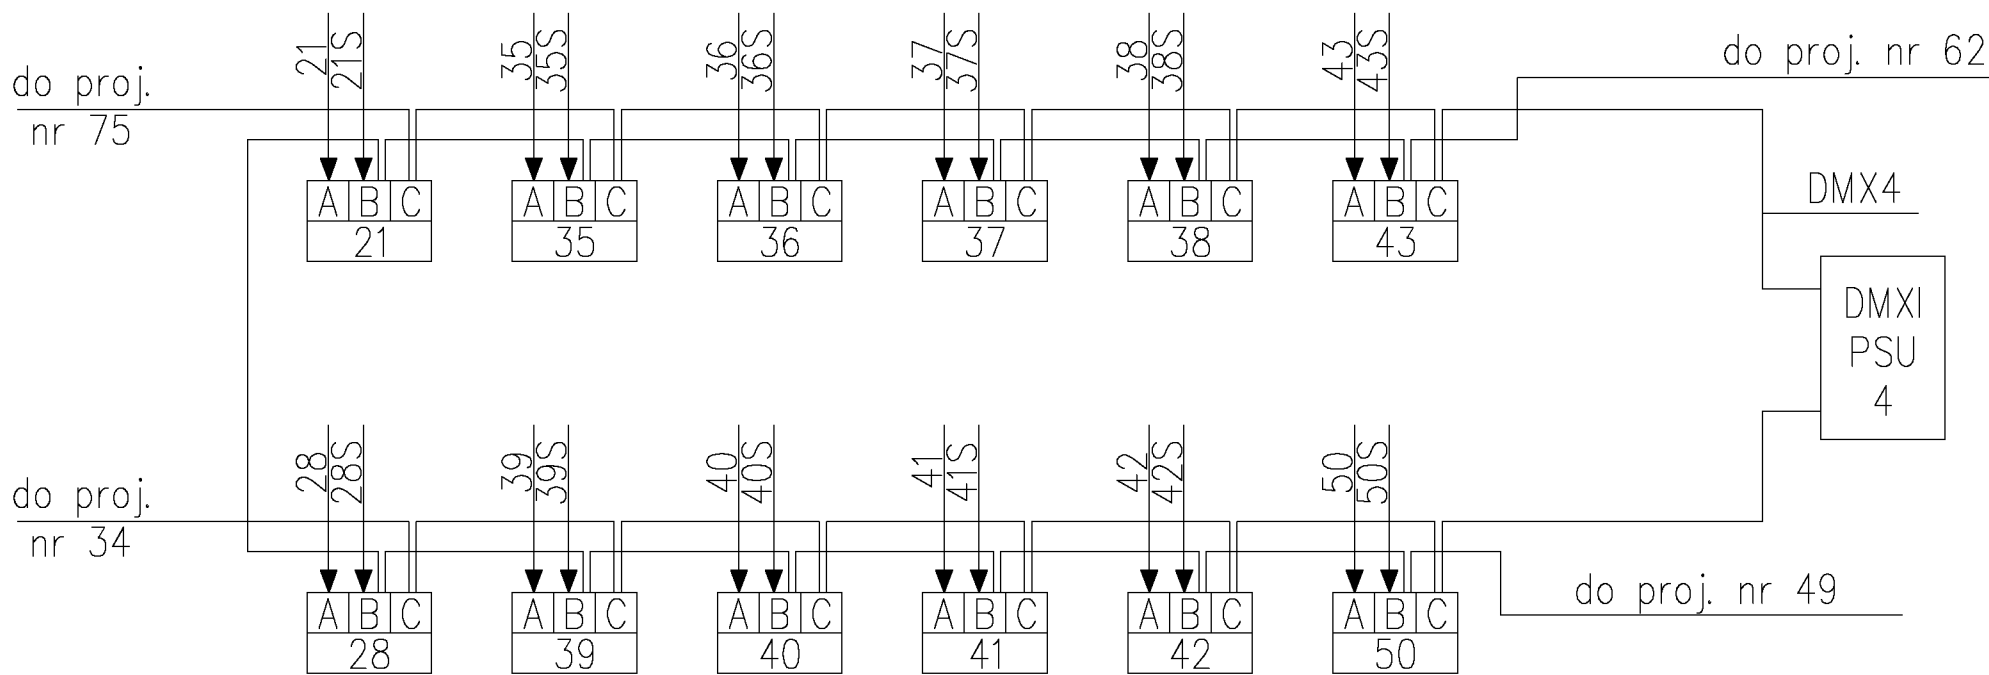 21
21S
35
35S
36
36S
37
37S
38
38S
43
43S
do proj. nr 62
do proj.
nr 75
A B C
21
A B C
35
A B C
36
A B C
37
A B C
38
A B C
43
DMX4
DMXI
PSU
4
28
28S
39
39S
40
40S
41
41S
42
42S
50
50S
do proj.
nr 34
A B C
28
A B C
39
A B C
40
A B C
41
A B C
42
A B C
50
do proj. nr 49